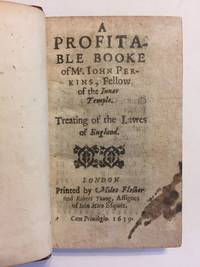 A
PROFITA-
BLE BOOKE
of Mr. IOHN PER-
KINS, Fellow
of the Inner
Temple.
Treating of the Lawes
of England.
LONDON
Printed by Miles Flesher
and Robert Young, Assignes
of Iohn More Esquire.
Cum Privilegio. 1639.